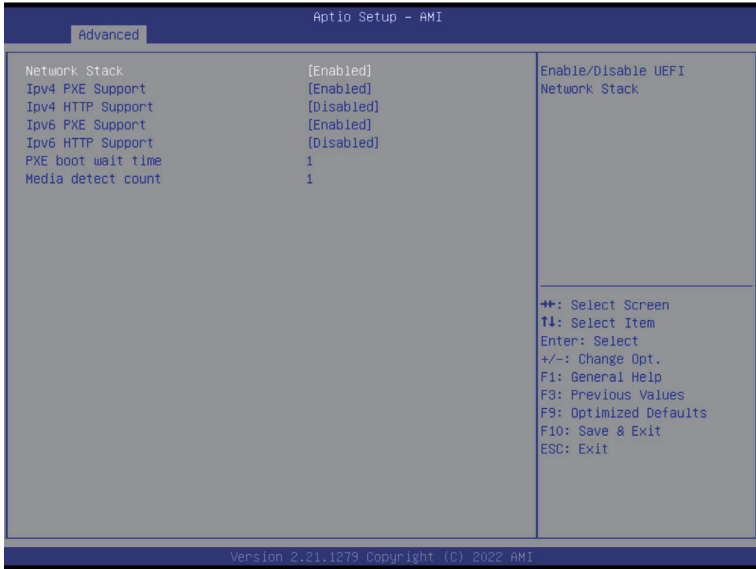 Aptio Setup – AMI
Advanced
Network Stack [Enabled]
Ipv4 PXE Support [Enabled]
Ipv4 HTTP Support [Disabled]
Ipv6 PXE Support [Enabled]
Ipv6 HTTP Support [Disabled]
PXE boot wait time 1
Media detect count 1
Enable/Disable UEFI
Network Stack
→←: Select Screen
↑↓: Select Item
Enter: Select
+/-: Change Opt.
F1: General Help
F3: Previous Values
F9: Optimized Defaults
F10: Save & Exit
ESC: Exit
Version 2.21.1279 Copyright (C) 2022 AMI